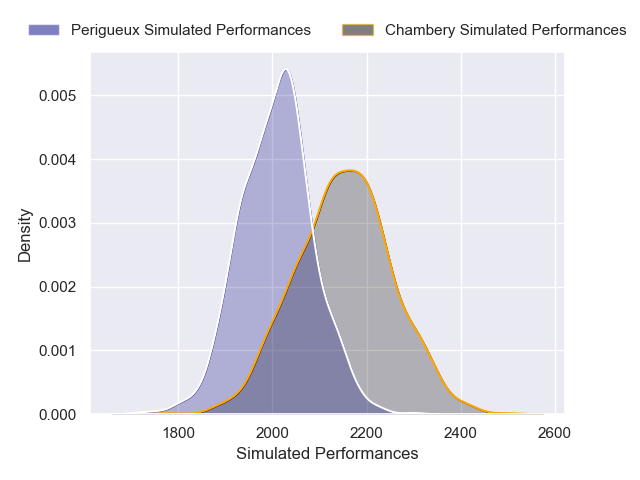 Perigueux Simulated Performances
Chambery Simulated Performances
Density
0.005
0.004
0.003
0.002
0.001
0.000
1800
2000
2200
2400
2600
Simulated Performances